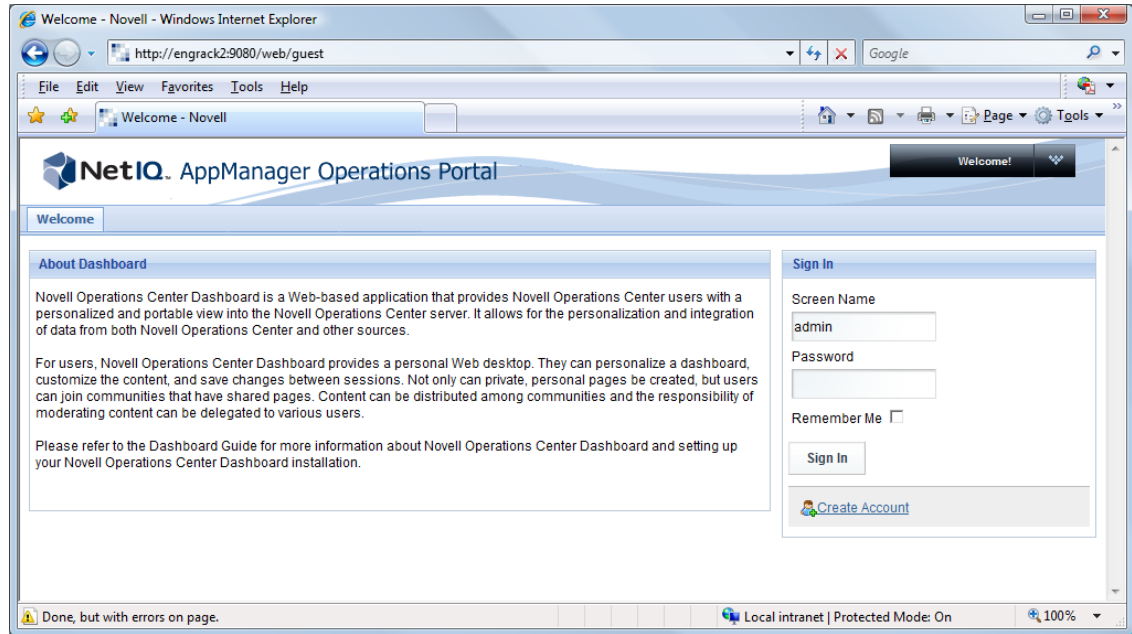 Welcome - Novell - Windows Internet Explorer
http://engrack2:9080/web/guest
Google
File Edit View Favorites Tools Help
Welcome - Novell
Page Tools »
NetIQ™ AppManager Operations Portal
Welcome!
Welcome
About Dashboard
Novell Operations Center Dashboard is a Web-based application that provides Novell Operations Center users with a
personalized and portable view into the Novell Operations Center server. It allows for the personalization and integration
of data from both Novell Operations Center and other sources.
For users, Novell Operations Center Dashboard provides a personal Web desktop. They can personalize a dashboard,
customize the content, and save changes between sessions. Not only can private, personal pages be created, but users
can join communities that have shared pages. Content can be distributed among communities and the responsibility of
moderating content can be delegated to various users.
Please refer to the Dashboard Guide for more information about Novell Operations Center Dashboard and setting up
your Novell Operations Center Dashboard installation.
Sign In
Screen Name
admin
Password
Remember Me
Sign In
Create Account
Done, but with errors on page.
Local intranet | Protected Mode: On
100%